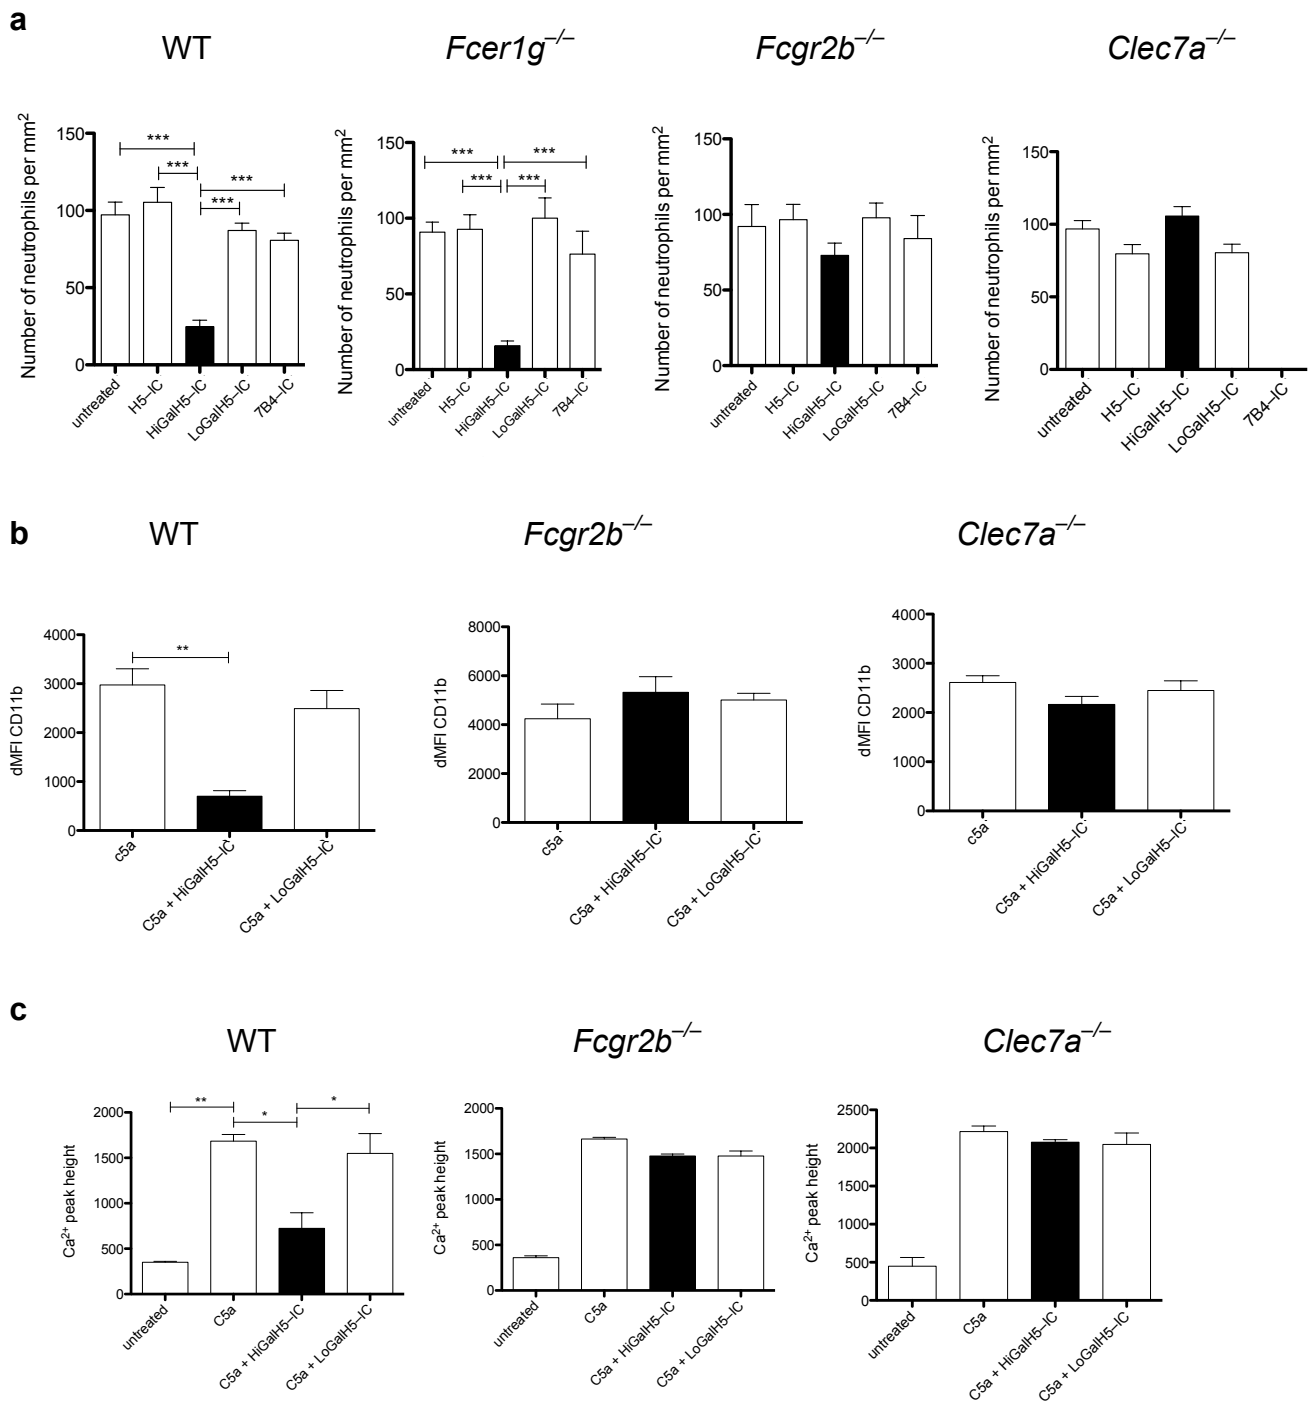 a
WT
Fcer1g–/–
Fcgr2b–/–
Clec7a–/–
Number of neutrophils per mm2
150
100
50
0
***
***
***
***
untreated
H5–IC
HiGalH5–IC
LoGalH5–IC
7B4–IC
Number of neutrophils per mm2
150
100
50
0
***
***
***
***
untreated
H5–IC
HiGalH5–IC
LoGalH5–IC
7B4–IC
Number of neutrophils per mm2
150
100
50
0
untreated
H5–IC
HiGalH5–IC
LoGalH5–IC
7B4–IC
Number of neutrophils per mm2
150
100
50
0
untreated
H5–IC
HiGalH5–IC
LoGalH5–IC
7B4–IC
b
WT
Fcgr2b–/–
Clec7a–/–
dMFI CD11b
4000
3000
2000
1000
0
**
c5a
C5a + HiGalH5–IC
C5a + LoGalH5–IC
dMFI CD11b
8000
6000
4000
2000
0
c5a
C5a + HiGalH5–IC
C5a + LoGalH5–IC
dMFI CD11b
4000
3000
2000
1000
0
c5a
C5a + HiGalH5–IC
C5a + LoGalH5–IC
c
WT
Fcgr2b–/–
Clec7a–/–
Ca2+ peak height
2000
1500
1000
500
0
**
*
*
untreated
C5a
C5a + HiGalH5–IC
C5a + LoGalH5–IC
Ca2+ peak height
2000
1500
1000
500
0
untreated
C5a
C5a + HiGalH5–IC
C5a + LoGalH5–IC
Ca2+ peak height
2500
2000
1500
1000
500
0
untreated
C5a
C5a + HiGalH5–IC
C5a + LoGalH5–IC